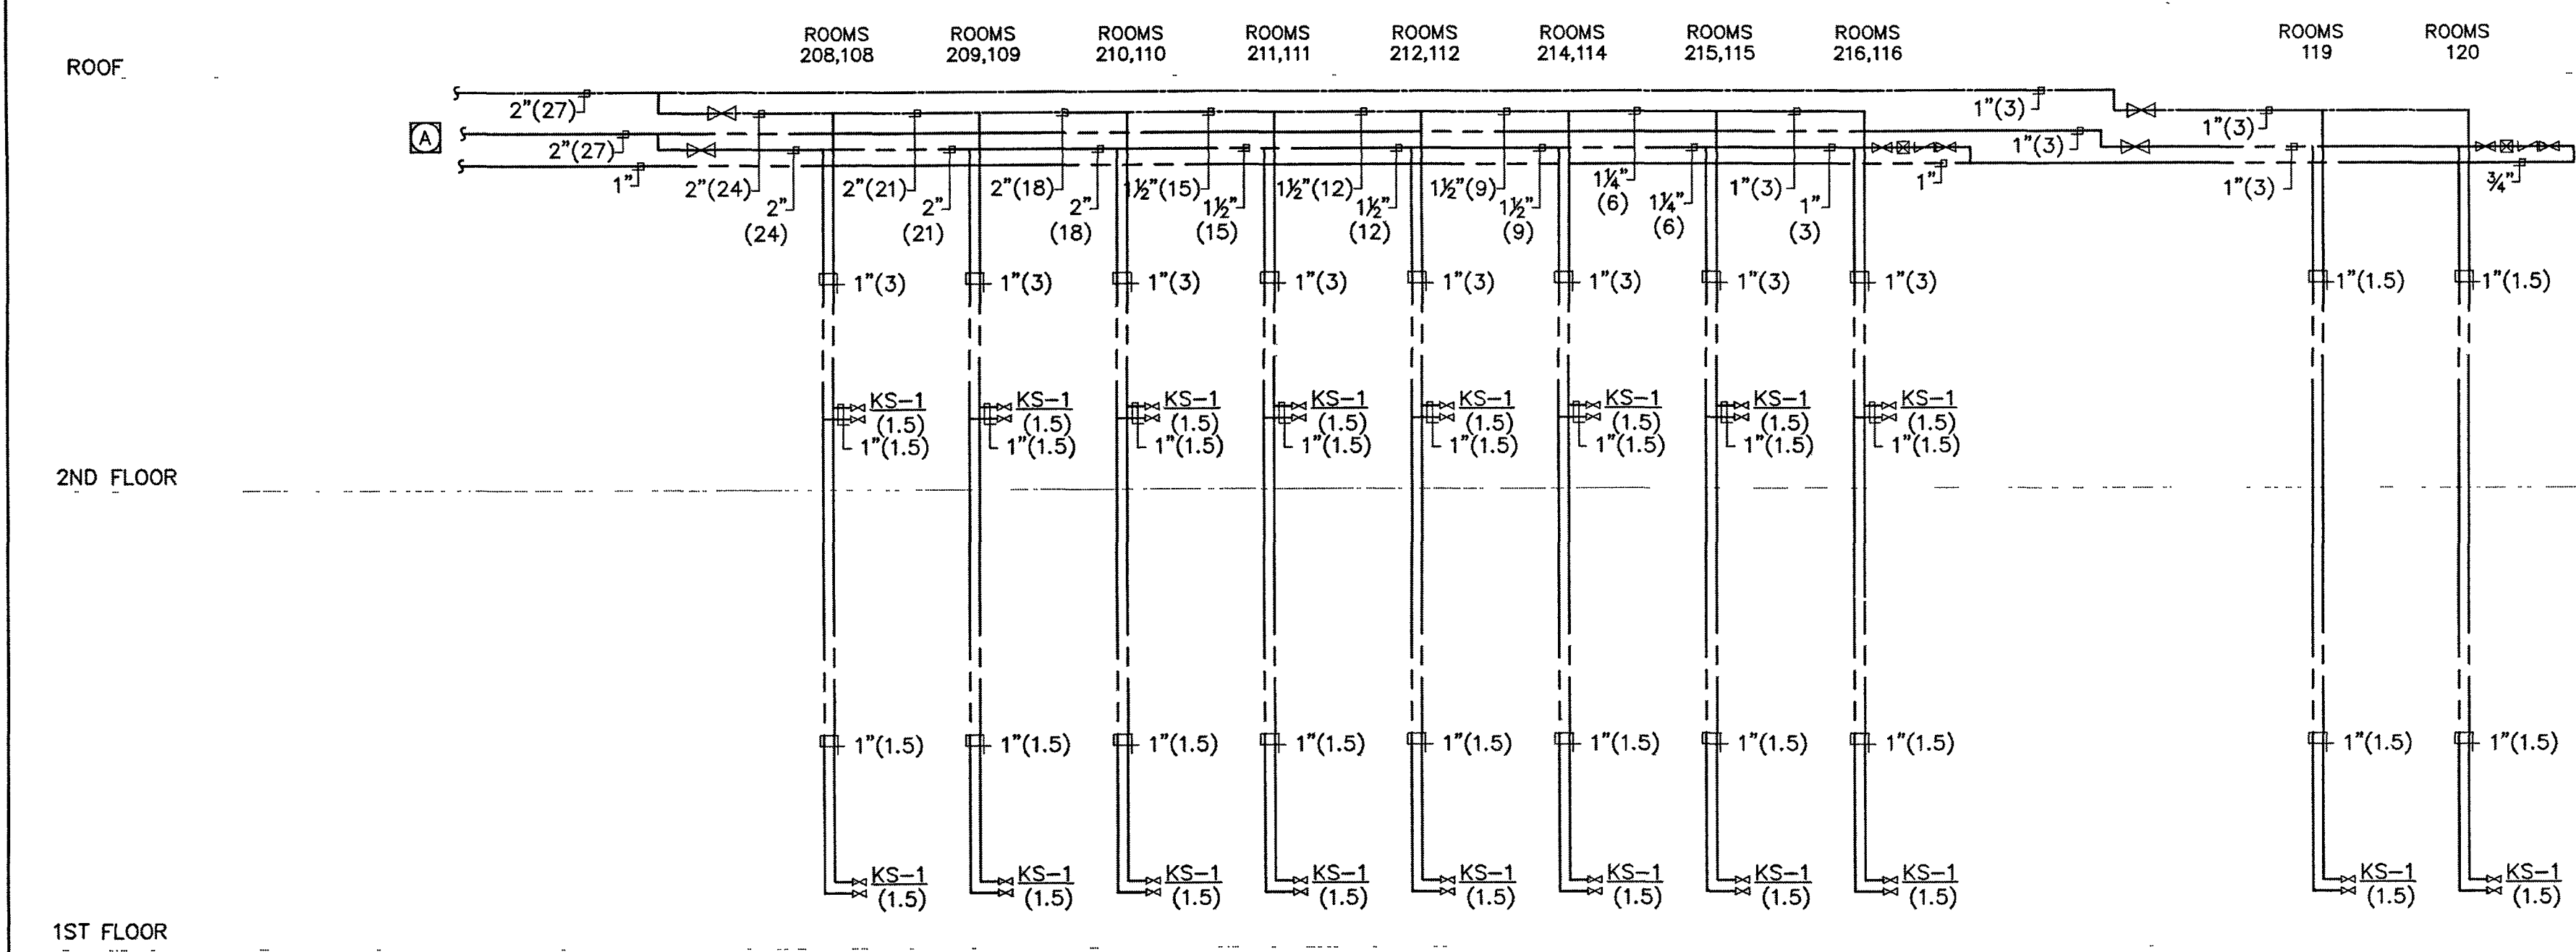 ROOMS
208,108
ROOMS
209,109
ROOMS
210,110
ROOMS
211,111
ROOMS
212,112
ROOMS
214,114
ROOMS
215,115
ROOMS
216,116
ROOMS
119
ROOMS
120
ROOF
2"(27)
1"(3)
1"(3)
A
2"(27)
1"(3)
1"
2"(24)
2"
(24)
2"(21)
2"
(21)
2"(18)
2"
(18)
1½"(15)
1½"
(15)
1½"(12)
1½"
(12)
1½"(9)
1½"
(9)
1¼"
(6)
1¼"
(6)
1"(3)
1"
(3)
1"
1"(3)
¾"
1"(3)
1"(3)
1"(3)
1"(3)
1"(3)
1"(3)
1"(3)
1"(3)
1"(1.5)
1"(1.5)
KS-1
(1.5)
1"(1.5)
KS-1
(1.5)
1"(1.5)
KS-1
(1.5)
1"(1.5)
KS-1
(1.5)
1"(1.5)
KS-1
(1.5)
1"(1.5)
KS-1
(1.5)
1"(1.5)
KS-1
(1.5)
1"(1.5)
KS-1
(1.5)
1"(1.5)
2ND FLOOR
1"(1.5)
1"(1.5)
1"(1.5)
1"(1.5)
1"(1.5)
1"(1.5)
1"(1.5)
1"(1.5)
1"(1.5)
1"(1.5)
KS-1
(1.5)
KS-1
(1.5)
KS-1
(1.5)
KS-1
(1.5)
KS-1
(1.5)
KS-1
(1.5)
KS-1
(1.5)
KS-1
(1.5)
KS-1
(1.5)
KS-1
(1.5)
1ST FLOOR